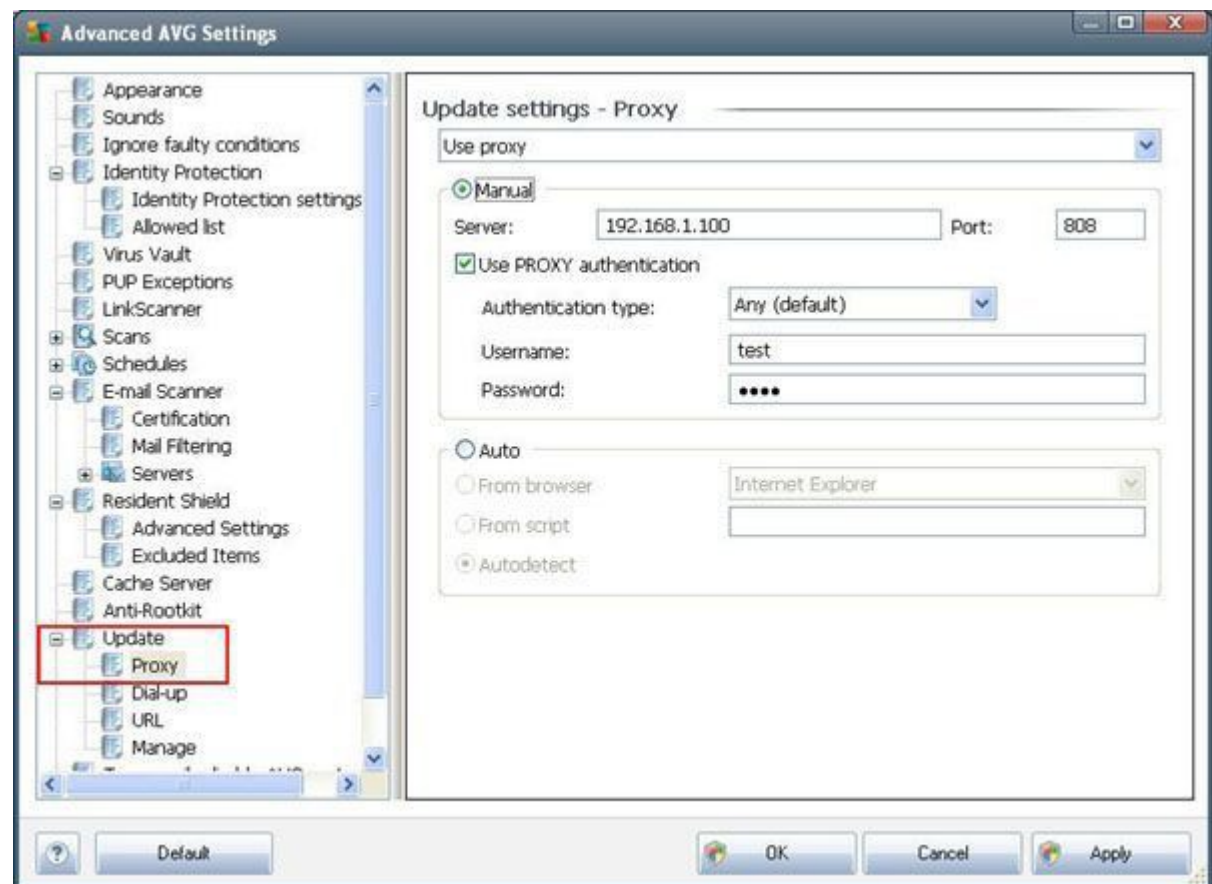 Advanced AVG Settings
Appearance
Sounds
Ignore faulty conditions
Identity Protection
Identity Protection settings
Allowed list
Virus Vault
PUP Exceptions
LinkScanner
Scans
Schedules
E-mail Scanner
Certification
Mail Filtering
Servers
Resident Shield
Advanced Settings
Excluded Items
Cache Server
Anti-Rootkit
Update
Proxy
Dial-up
URL
Manage
Update settings - Proxy
Use proxy
Manual
Server: 192.168.1.100 Port: 808
Use PROXY authentication
Authentication type: Any (default)
Username: test
Password: ••••
Auto
From browser Internet Explorer
From script
Autodetect
? Default OK Cancel Apply